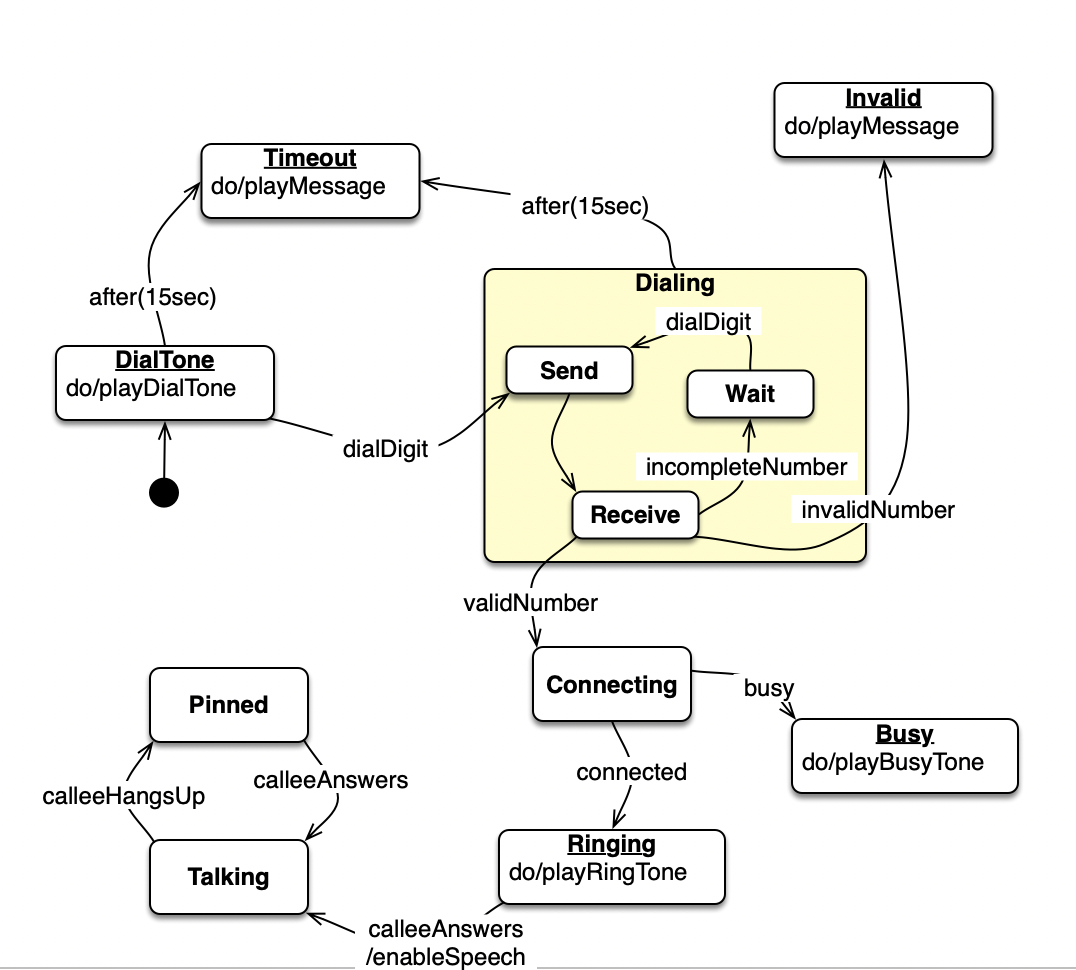 Invalid
do/playMessage
Timeout
do/playMessage
after(15sec)
after(15sec)
Dialing
dialDigit
DialTone
do/playDialTone
Send
Wait
dialDigit
incompleteNumber
Receive
invalidNumber
validNumber
Connecting
busy
Pinned
Busy
do/playBusyTone
connected
calleeAnswers
calleeHangsUp
Ringing
do/playRingTone
Talking
calleeAnswers
/enableSpeech